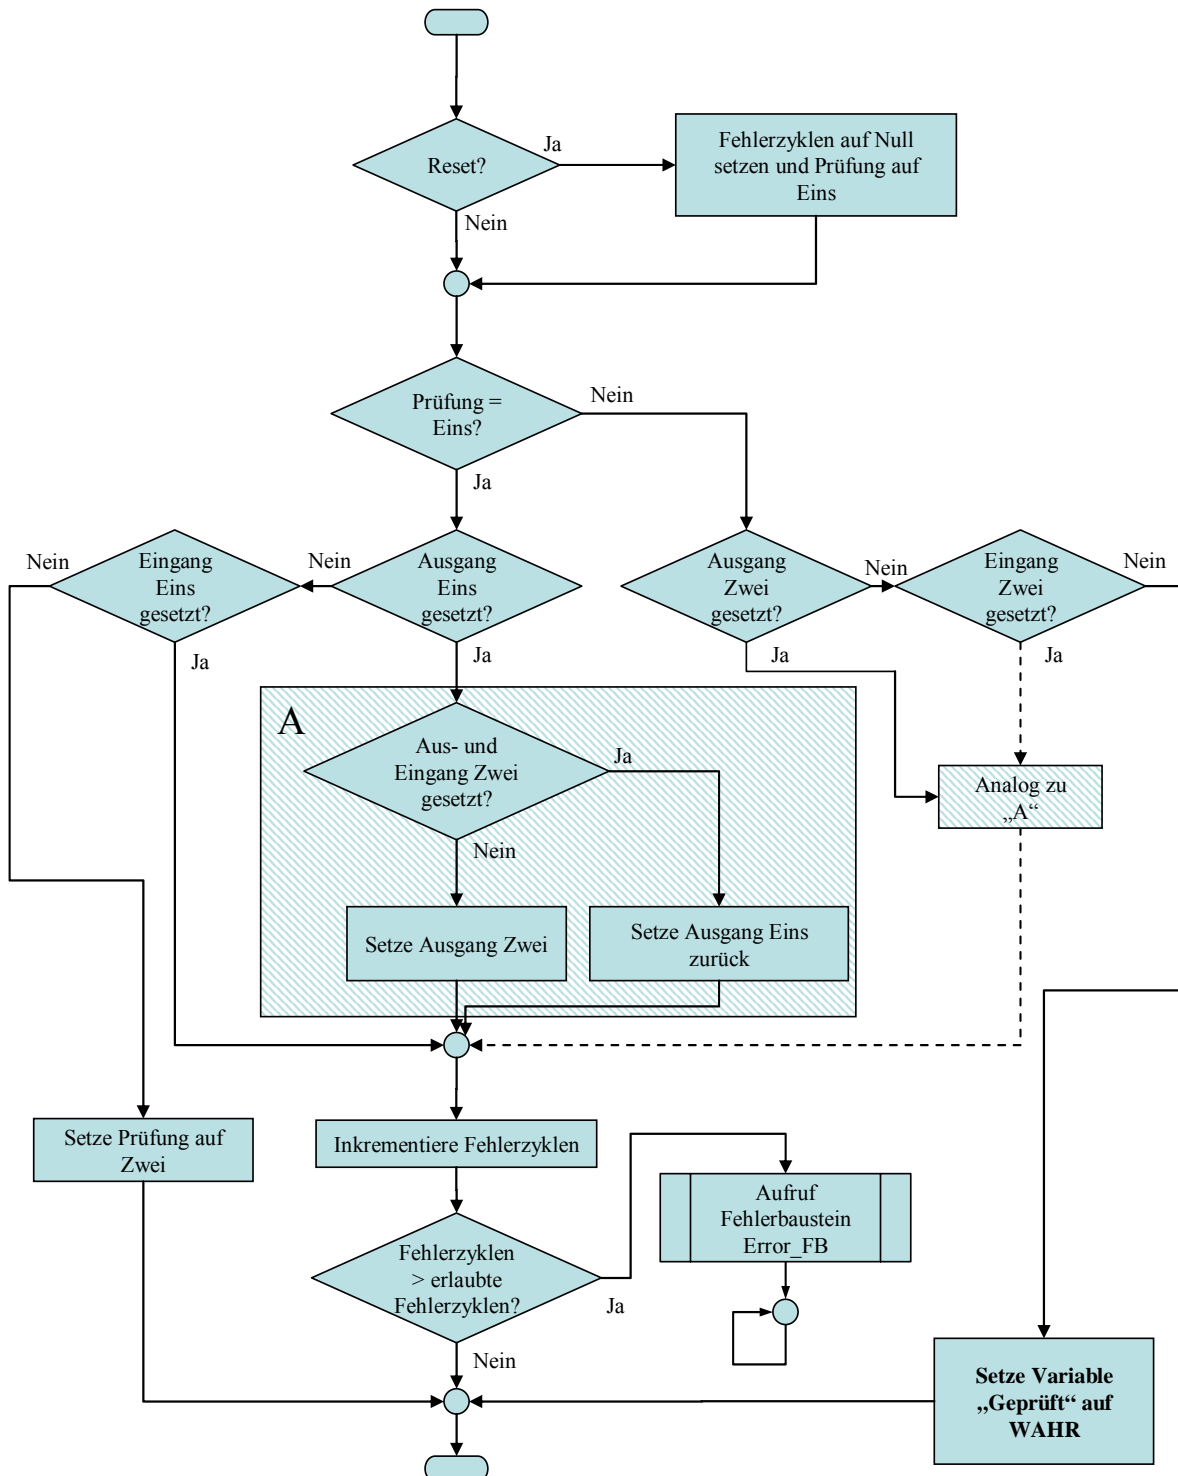 Ja
Reset?
Fehlerzyklen auf Null
setzen und Prüfung auf
Eins
Nein
Prüfung =
Eins?
Nein
Ja
Nein
Eingang
Eins
gesetzt?
Nein
Ausgang
Eins
gesetzt?
Ausgang
Zwei
gesetzt?
Nein
Eingang
Zwei
gesetzt?
Nein
Ja
Ja
Ja
Ja
A
Aus- und
Eingang Zwei
gesetzt?
Ja
Nein
Analog zu
„A“
Setze Ausgang Zwei
Setze Ausgang Eins
zurück
Setze Prüfung auf
Zwei
Inkrementiere Fehlerzyklen
Aufruf
Fehlerbaustein
Error_FB
Fehlerzyklen
> erlaubte
Fehlerzyklen?
Ja
Nein
Setze Variable
„Geprüft“ auf
WAHR